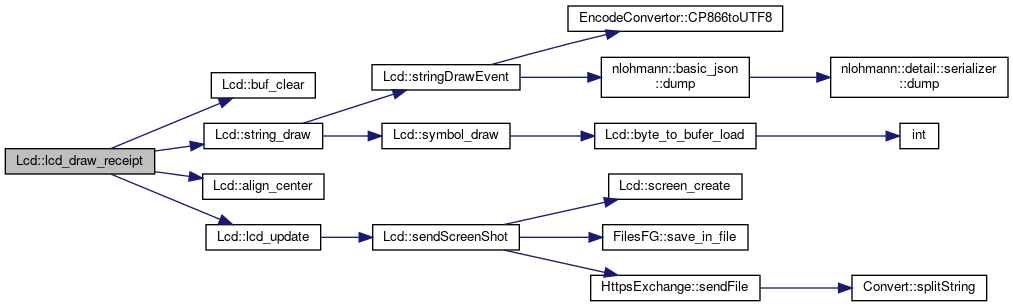 Lcd::lcd_draw_receipt
Lcd::buf_clear
Lcd::string_draw
Lcd::stringDrawEvent
EncodeConvertor::CP866toUTF8
nlohmann::basic_json
::dump
nlohmann::detail::serializer
::dump
Lcd::symbol_draw
Lcd::byte_to_bufer_load
int
Lcd::align_center
Lcd::lcd_update
Lcd::sendScreenShot
Lcd::screen_create
FilesFG::save_in_file
HttpsExchange::sendFile
Convert::splitString